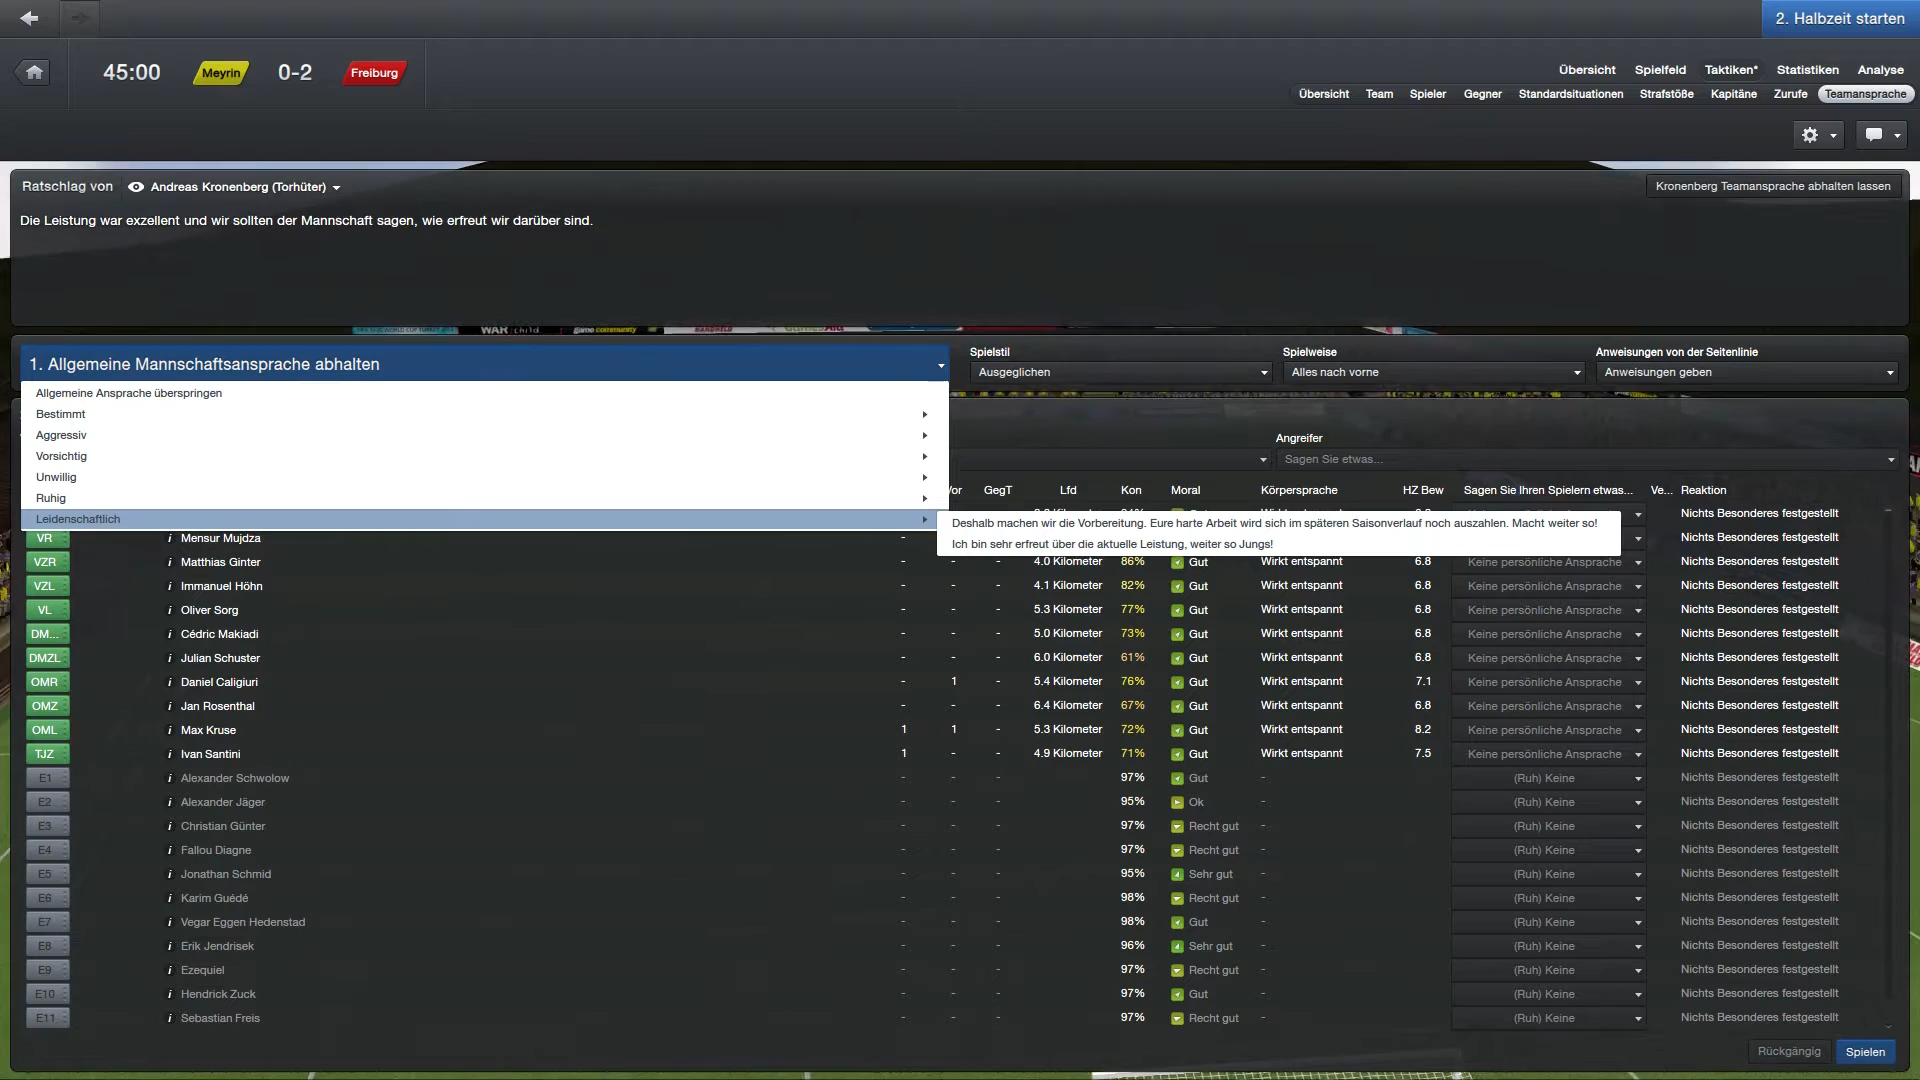 2. Halbzeit starten
45:00 Meyrin 0-2 Freiburg
Übersicht Spielfeld Taktiken* Statistiken Analyse
Übersicht Team Spieler Gegner Standardsituationen Strafstöße Kapitäne Zurufe Teamansprache
Ratschlag von Andreas Kronenberg (Torhüter) Kronenberg Teamansprache abhalten lassen
Die Leistung war exzellent und wir sollten der Mannschaft sagen, wie erfreut wir darüber sind.
Spielstil Spielweise Anweisungen von der Seitenlinie
1. Allgemeine Mannschaftsansprache abhalten
Ausgeglichen Alles nach vorne Anweisungen geben
Allgemeine Ansprache überspringen
Bestimmt
Aggressiv
Vorsichtig
Unwillig
Ruhig
Leidenschaftlich
Deshalb machen wir die Vorbereitung. Eure harte Arbeit wird sich im späteren Saisonverlauf noch auszahlen. Macht weiter so!
Ich bin sehr erfreut über die aktuelle Leistung, weiter so Jungs!
Angreifer
Sagen Sie etwas...
GegT Lfd Kon Moral Körpersprache HZ Bew Sagen Sie Ihren Spielern etwas... Ve... Reaktion
Nichts Besonderes festgestellt
VR i Mensur Mujdza - Nichts Besonderes festgestellt
VZR i Matthias Ginter - - - 4.0 Kilometer 86% Gut Wirkt entspannt 6.8 Keine persönliche Ansprache Nichts Besonderes festgestellt
VZL i Immanuel Höhn - - - 4.1 Kilometer 82% Gut Wirkt entspannt 6.8 Keine persönliche Ansprache Nichts Besonderes festgestellt
VL i Oliver Sorg - - - 5.3 Kilometer 77% Gut Wirkt entspannt 6.8 Keine persönliche Ansprache Nichts Besonderes festgestellt
DM... i Cédric Makiadi - - - 5.0 Kilometer 73% Gut Wirkt entspannt 6.8 Keine persönliche Ansprache Nichts Besonderes festgestellt
DMZL i Julian Schuster - - - 6.0 Kilometer 61% Gut Wirkt entspannt 6.8 Keine persönliche Ansprache Nichts Besonderes festgestellt
OMR i Daniel Caligiuri - 1 - 5.4 Kilometer 76% Gut Wirkt entspannt 7.1 Keine persönliche Ansprache Nichts Besonderes festgestellt
OMZ i Jan Rosenthal - - - 6.4 Kilometer 67% Gut Wirkt entspannt 6.8 Keine persönliche Ansprache Nichts Besonderes festgestellt
OML i Max Kruse 1 1 - 5.3 Kilometer 72% Gut Wirkt entspannt 8.2 Keine persönliche Ansprache Nichts Besonderes festgestellt
TJZ i Ivan Santini 1 - - 4.9 Kilometer 71% Gut Wirkt entspannt 7.5 Keine persönliche Ansprache Nichts Besonderes festgestellt
E1 i Alexander Schwolow - - - 97% Gut - (Ruh) Keine Nichts Besonderes festgestellt
E2 i Alexander Jäger - - - 95% Ok - (Ruh) Keine Nichts Besonderes festgestellt
E3 i Christian Günter - - - 97% Recht gut - (Ruh) Keine Nichts Besonderes festgestellt
E4 i Fallou Diagne - - - 97% Recht gut - (Ruh) Keine Nichts Besonderes festgestellt
E5 i Jonathan Schmid - - - 95% Sehr gut - (Ruh) Keine Nichts Besonderes festgestellt
E6 i Karim Guédé - - - 98% Recht gut - (Ruh) Keine Nichts Besonderes festgestellt
E7 i Vegar Eggen Hedenstad - - - 98% Gut - (Ruh) Keine Nichts Besonderes festgestellt
E8 i Erik Jendrisek - - - 96% Sehr gut - (Ruh) Keine Nichts Besonderes festgestellt
E9 i Ezequiel - - - 97% Recht gut - (Ruh) Keine Nichts Besonderes festgestellt
E10 i Hendrick Zuck - - - 97% Gut - (Ruh) Keine Nichts Besonderes festgestellt
E11 i Sebastian Freis - - - 97% Recht gut - (Ruh) Keine Nichts Besonderes festgestellt
Rückgängig Spielen